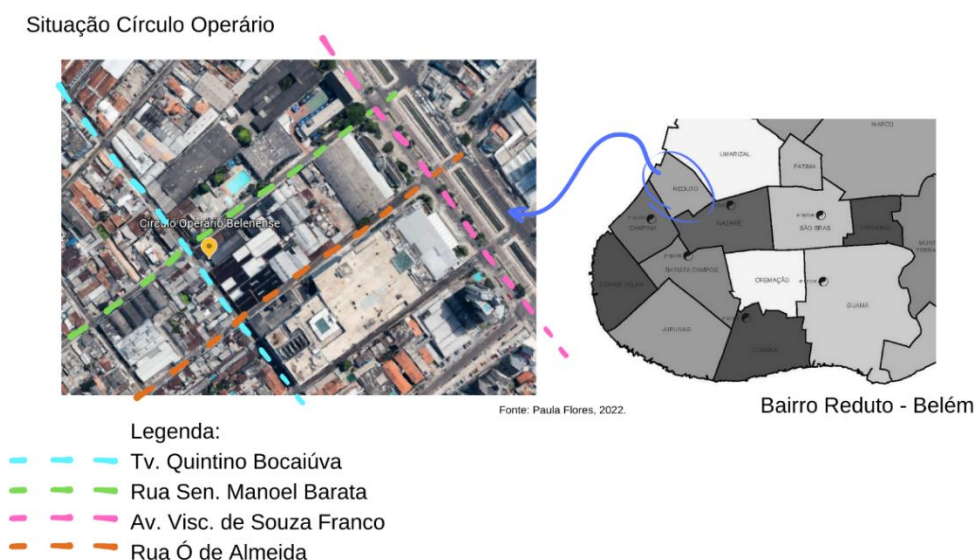 Situação Círculo Operário
Círculo Operário Belenense
MARCO
UMARIZAL
FÁTIMA
REDUTO
CAMPINA
NAZARÉ
SÃO BRAS
BATISTA CAMPOS
CREMAÇÃO
CIDADE VELHA
GUAMÁ
JURUNAS
CONDOR
Fonte: Paula Flores, 2022.
Bairro Reduto - Belém
Legenda:
Tv. Quintino Bocaiúva
Rua Sen. Manoel Barata
Av. Visc. de Souza Franco
Rua Ó de Almeida